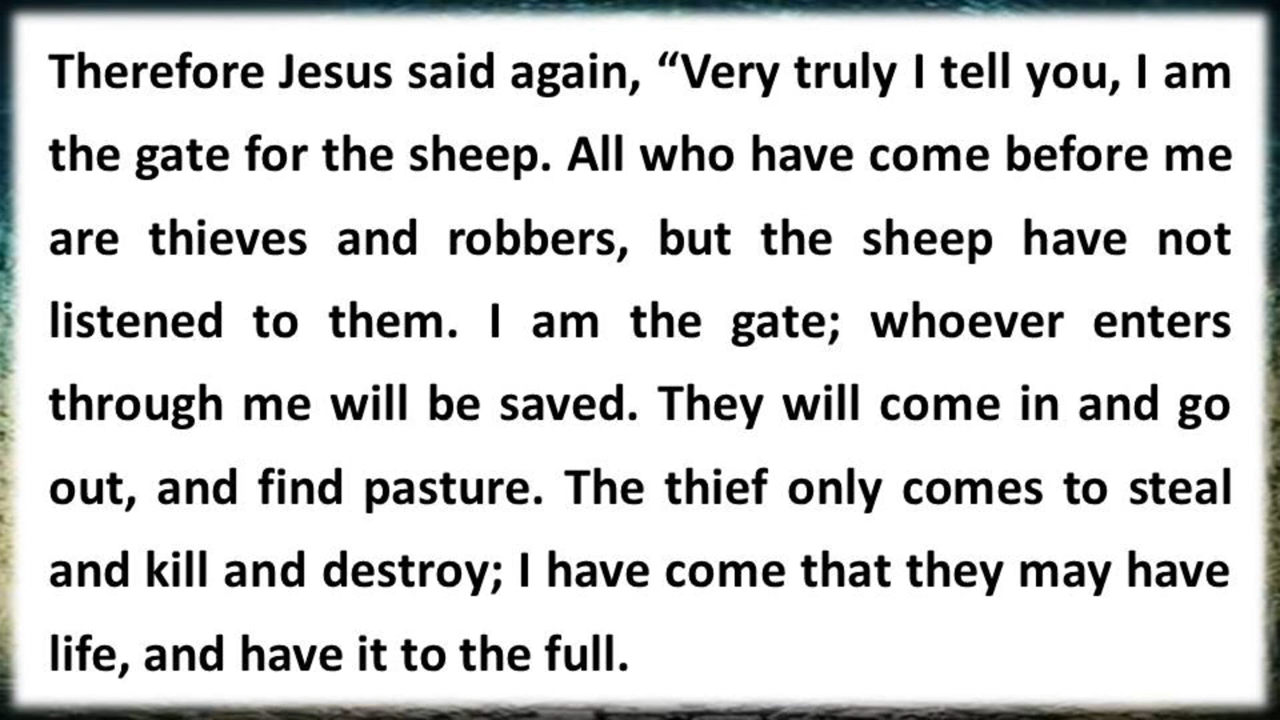 Therefore Jesus said again, “Very truly I tell you, I am
the gate for the sheep. All who have come before me
are thieves and robbers, but the sheep have not
listened to them. I am the gate; whoever enters
through me will be saved. They will come in and go
out, and find pasture. The thief only comes to steal
and kill and destroy; I have come that they may have
life, and have it to the full.